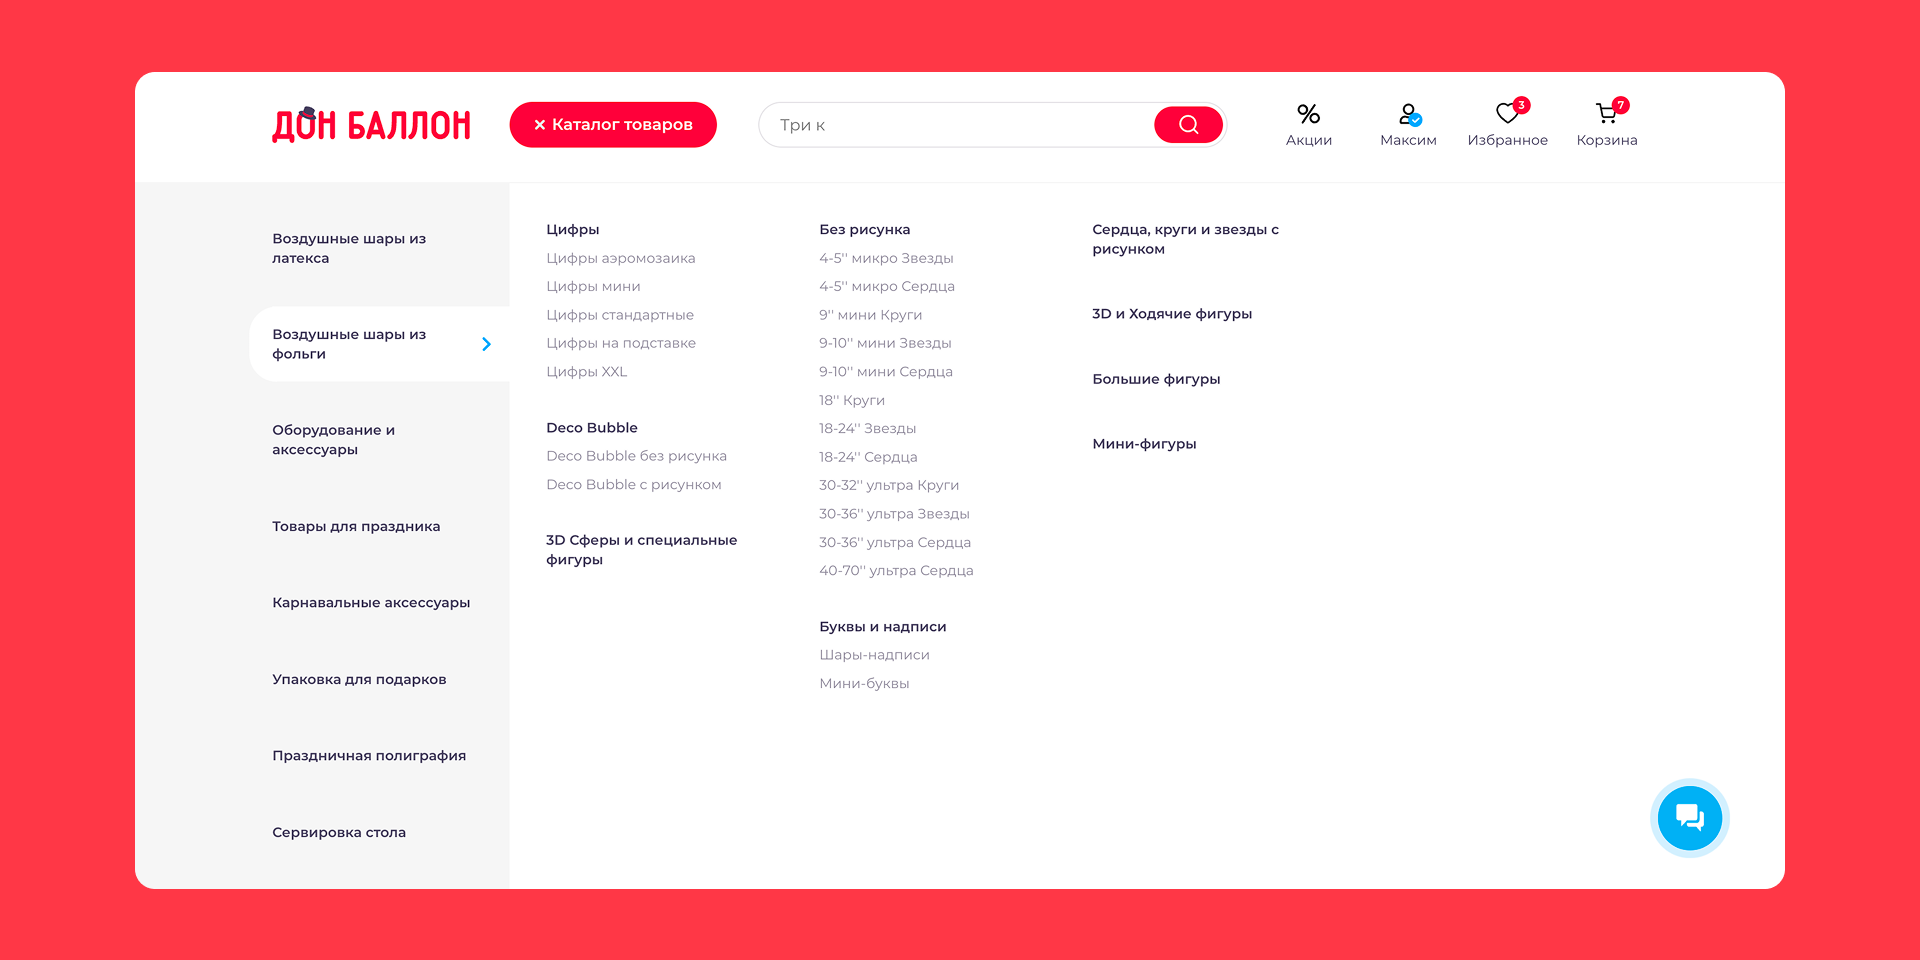 ДОН БАЛЛОН
Каталог товаров
Три к
Акции
Максим
3
Избранное
7
Корзина
Воздушные шары из
латекса
Воздушные шары из
фольги
Оборудование и
аксессуары
Товары для праздника
Карнавальные аксессуары
Упаковка для подарков
Праздничная полиграфия
Сервировка стола
Цифры
Цифры аэромозаика
Цифры мини
Цифры стандартные
Цифры на подставке
Цифры XXL
Deco Bubble
Deco Bubble без рисунка
Deco Bubble с рисунком
3D Сферы и специальные
фигуры
Без рисунка
4-5'' микро Звезды
4-5'' микро Сердца
9'' мини Круги
9-10'' мини Звезды
9-10'' мини Сердца
18'' Круги
18-24'' Звезды
18-24'' Сердца
30-32'' ультра Круги
30-36'' ультра Звезды
30-36'' ультра Сердца
40-70'' ультра Сердца
Буквы и надписи
Шары-надписи
Мини-буквы
Сердца, круги и звезды с
рисунком
3D и Ходячие фигуры
Большие фигуры
Мини-фигуры